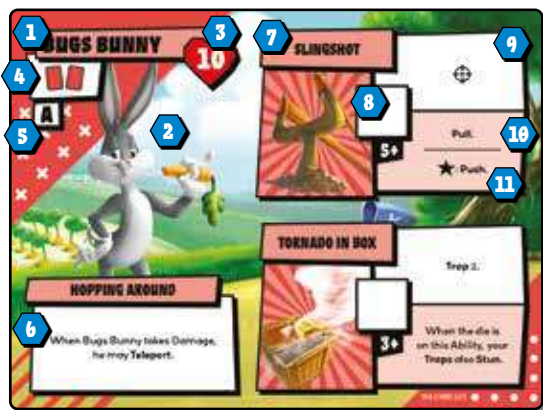 1
BUGS BUNNY
3
10
4
A
5
2
HOPPING AROUND
6
When Bugs Bunny takes Damage,
he may Teleport.
7
SLINGSHOT
8
5+
9
Pull.
10
★ Push.
11
TORNADO IN BOX
3+
Trap 2.
When the die is
on this Ability, your
Traps also Stun.